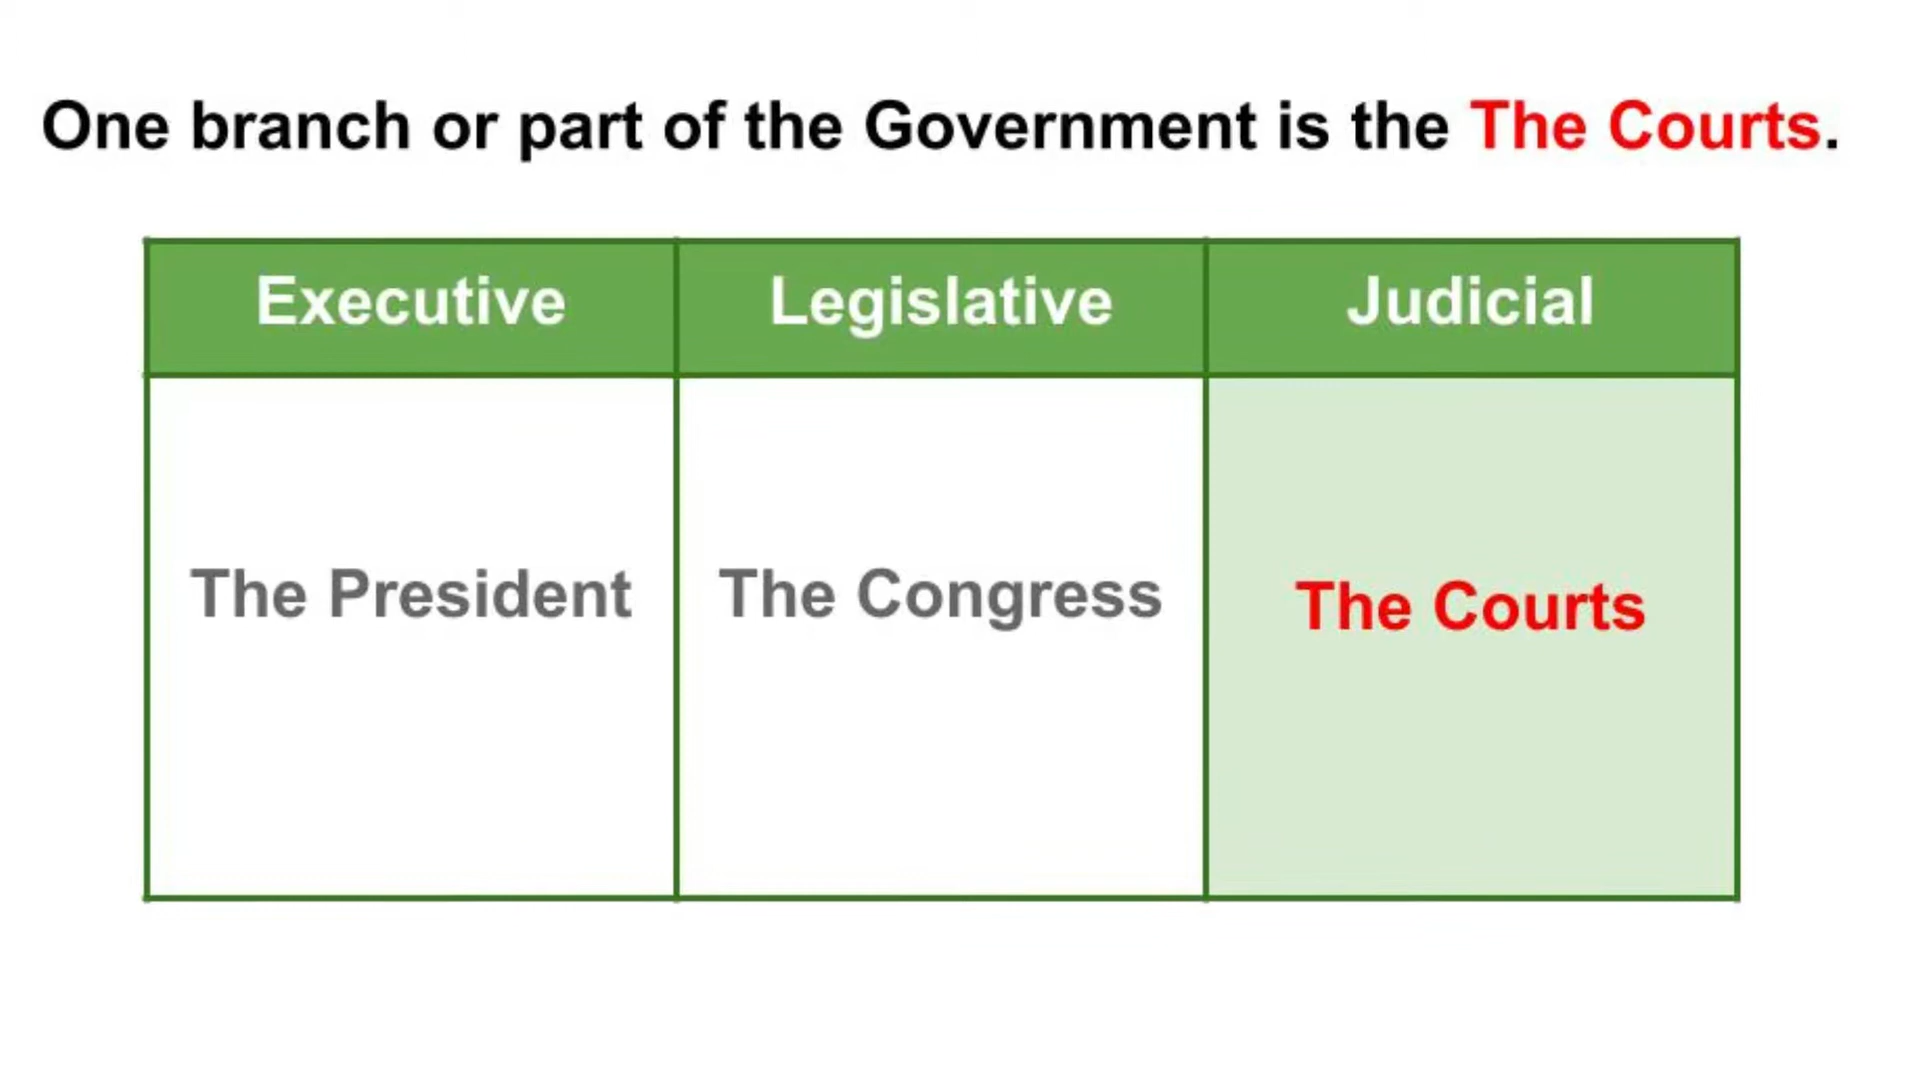 One branch or part of the Government is the The Courts.
Executive Legislative Judicial
The President The Congress The Courts